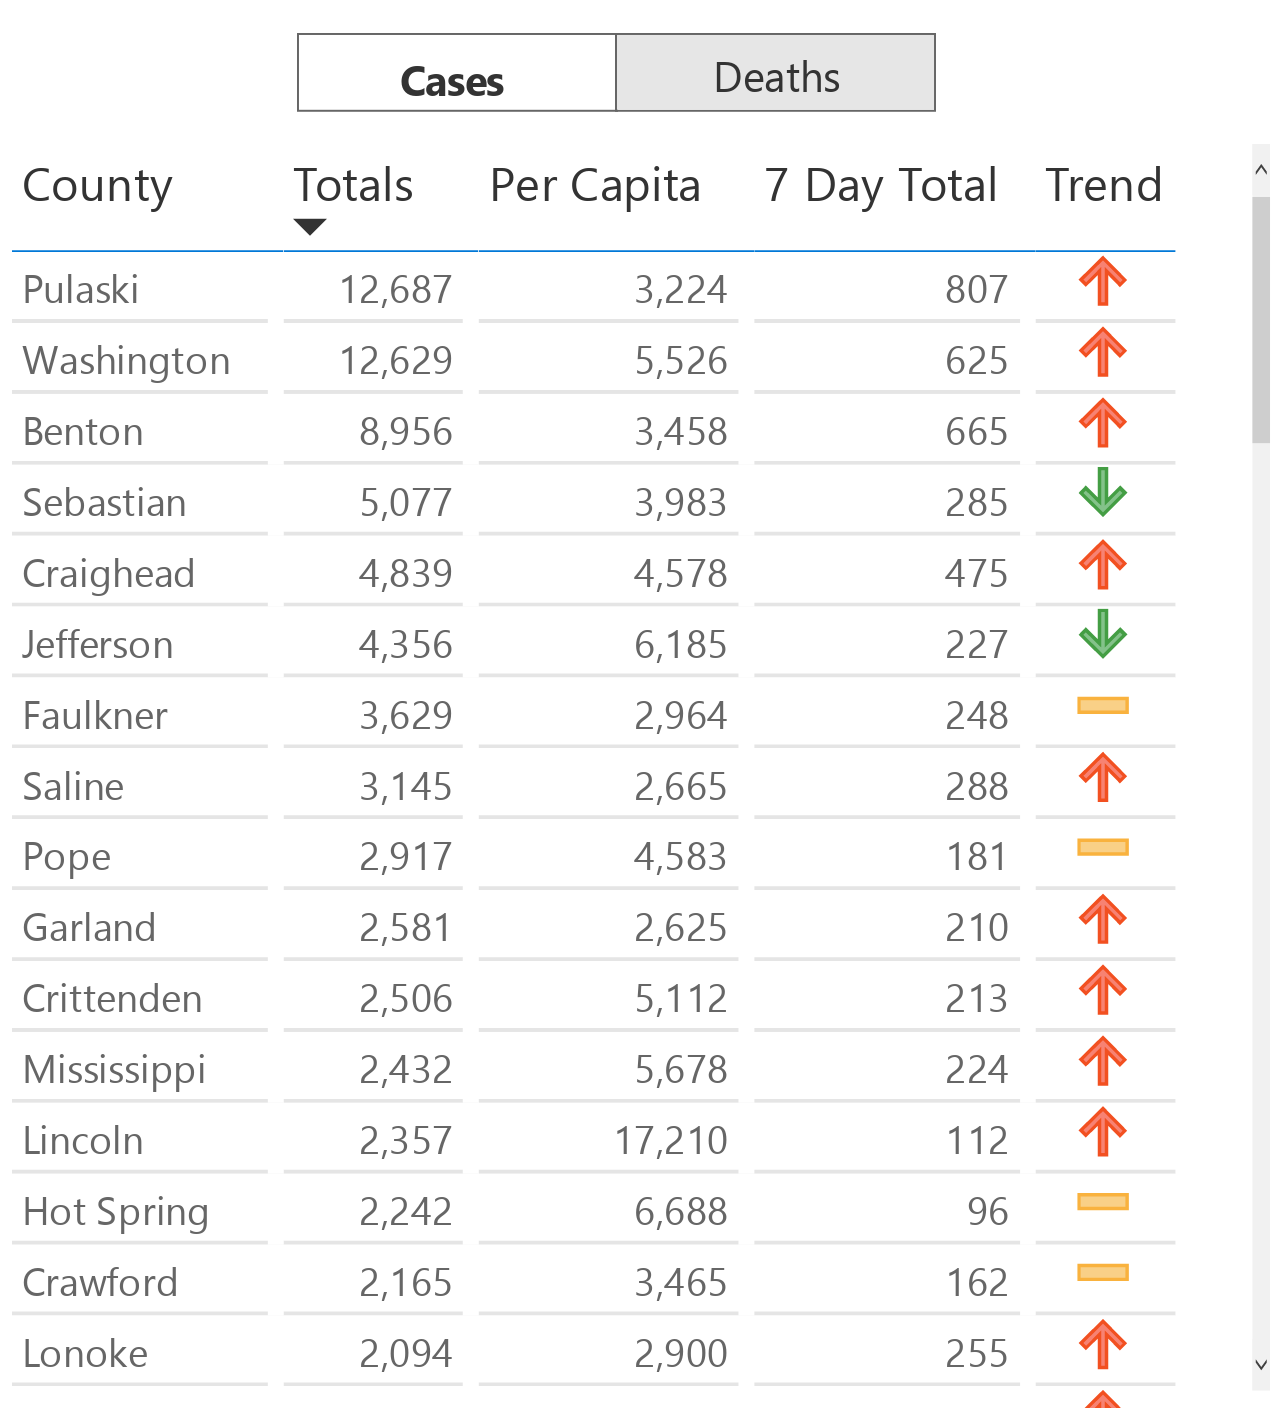 Cases Deaths
County Totals Per Capita 7 Day Total Trend
Pulaski 12,687 3,224 807
Washington 12,629 5,526 625
Benton 8,956 3,458 665
Sebastian 5,077 3,983 285
Craighead 4,839 4,578 475
Jefferson 4,356 6,185 227
Faulkner 3,629 2,964 248
Saline 3,145 2,665 288
Pope 2,917 4,583 181
Garland 2,581 2,625 210
Crittenden 2,506 5,112 213
Mississippi 2,432 5,678 224
Lincoln 2,357 17,210 112
Hot Spring 2,242 6,688 96
Crawford 2,165 3,465 162
Lonoke 2,094 2,900 255